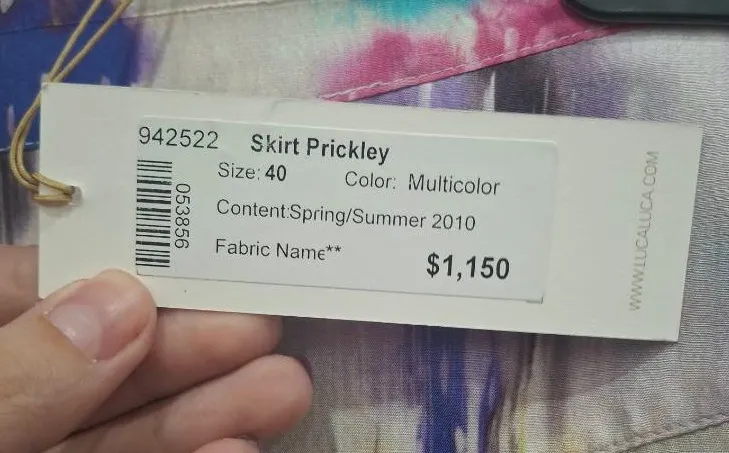 942522 Skirt Prickley
Size: 40 Color: Multicolor
053856
Content:Spring/Summer 2010
Fabric Name**
$1,150
WWW.LUCALUCA.COM